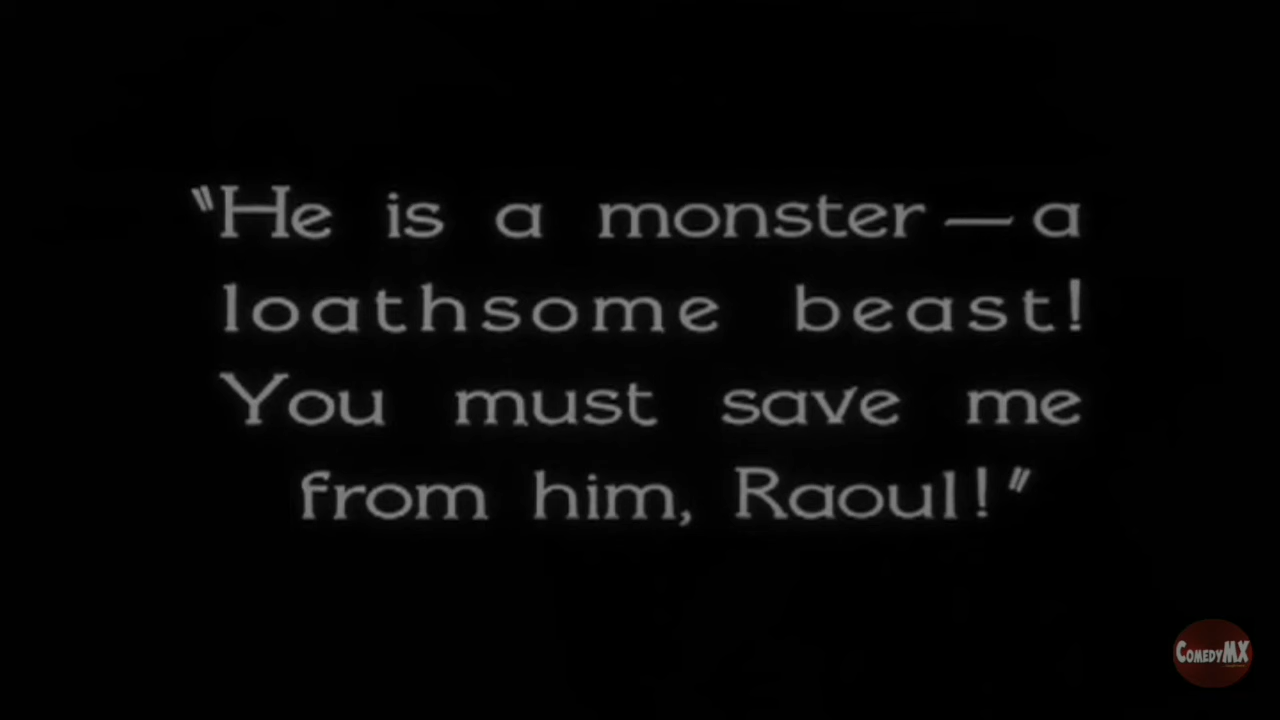 "He is a monster — a
loathsome beast!
You must save me
from him, Raoul!"
COMEDYMX